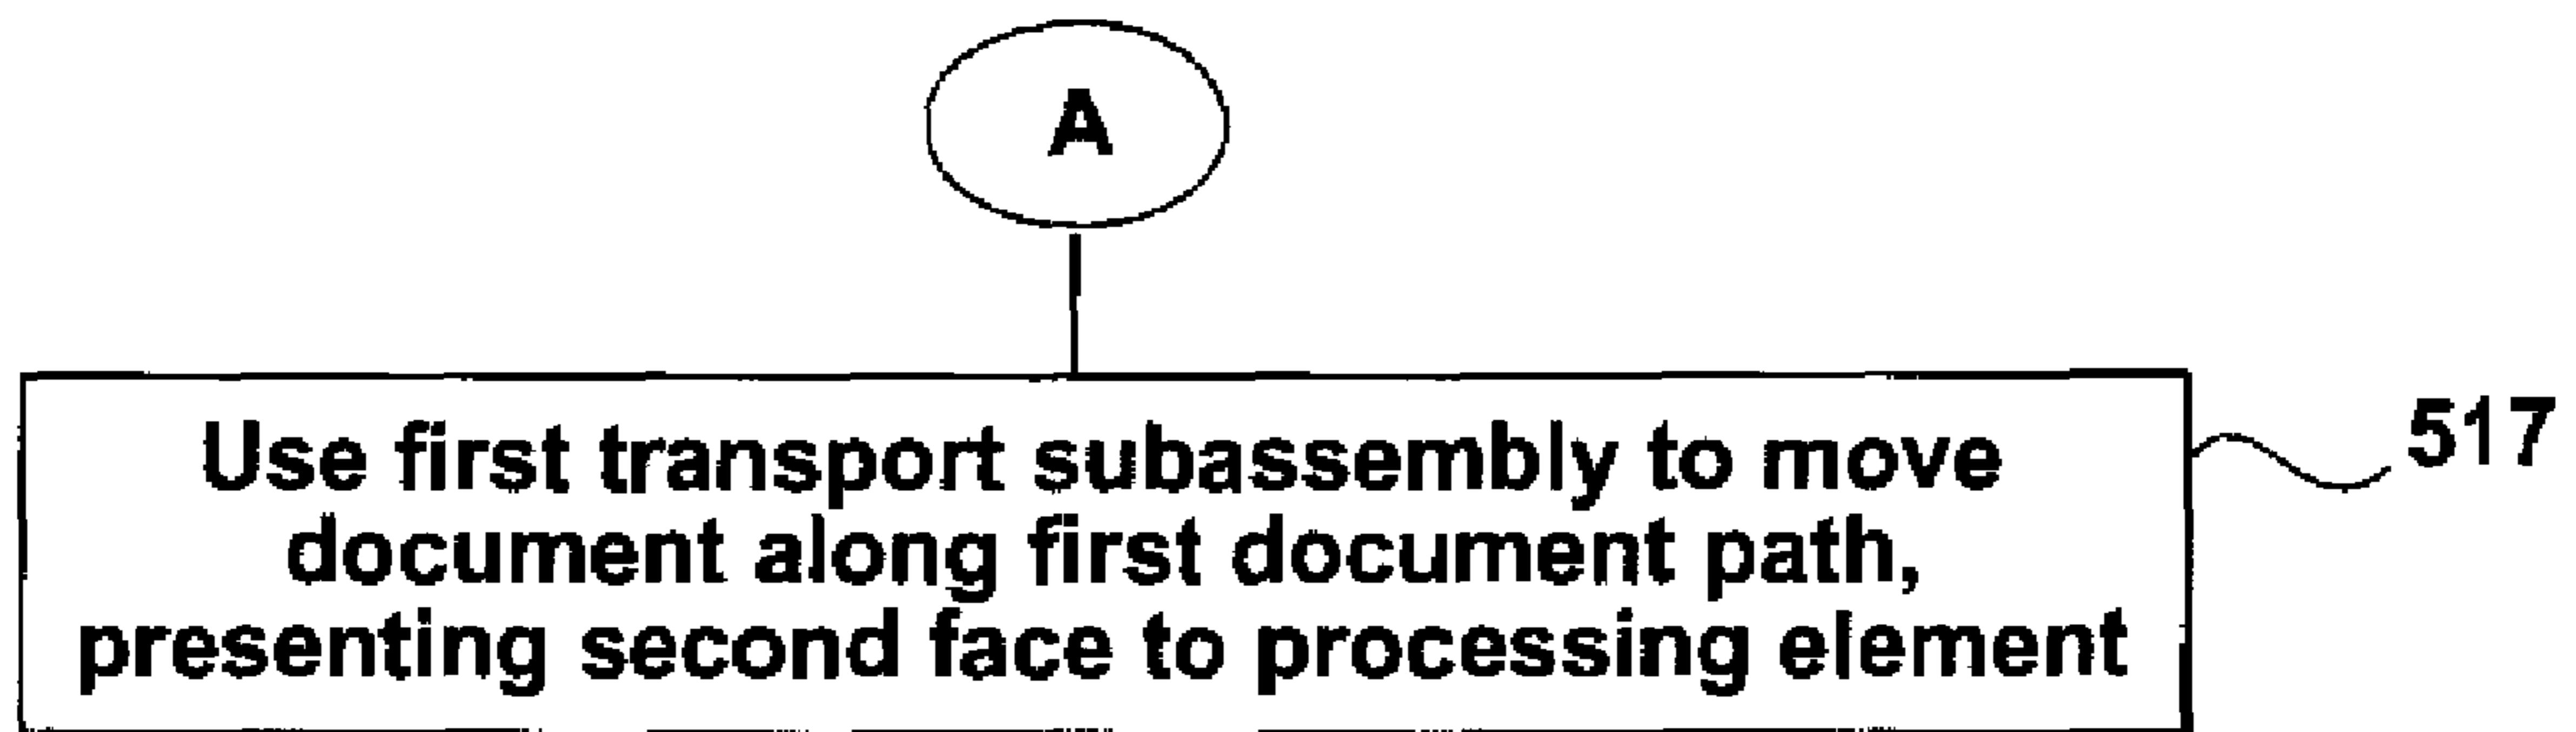 A
Use first transport subassembly to move
document along first document path,
presenting second face to processing element
517